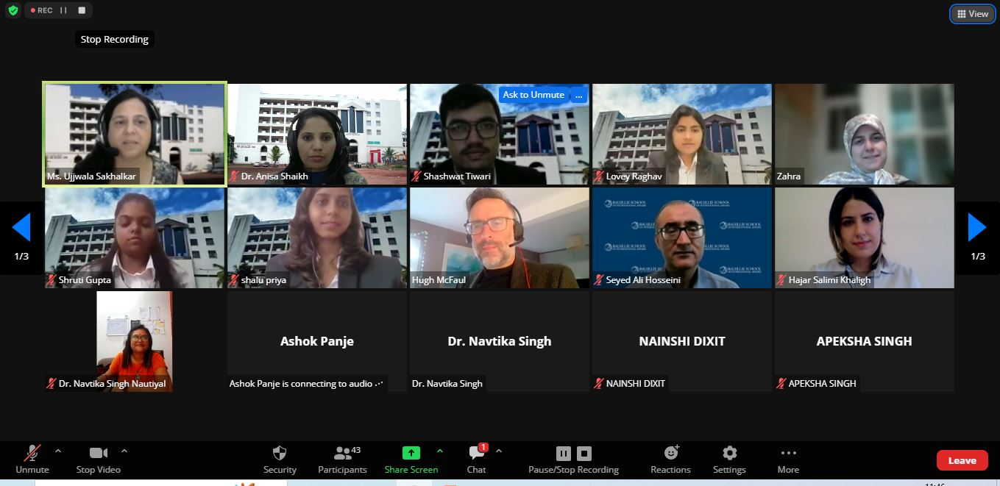 REC
View
Stop Recording
Ask to Unmute ...
Ms. Ujjwala Sakhalkar
Dr. Anisa Shaikh
Shashwat Tiwari
Lovey Raghav
Zahra
1/3
1/3
BALSILLIE SCHOOL
OF INTERNATIONAL AFFAIRS
Shruti Gupta
shalu priya
Hugh McFaul
Seyed Ali Hosseini
Hajar Salimi Khaligh
Ashok Panje
Dr. Navtika Singh
NAINSHI DIXIT
APEKSHA SINGH
Dr. Navtika Singh Nautiyal
Ashok Panje is connecting to audio
Dr. Navtika Singh
NAINSHI DIXIT
APEKSHA SINGH
43
1
Unmute
Stop Video
Security
Participants
Share Screen
Chat
Pause/Stop Recording
Reactions
Settings
More
Leave